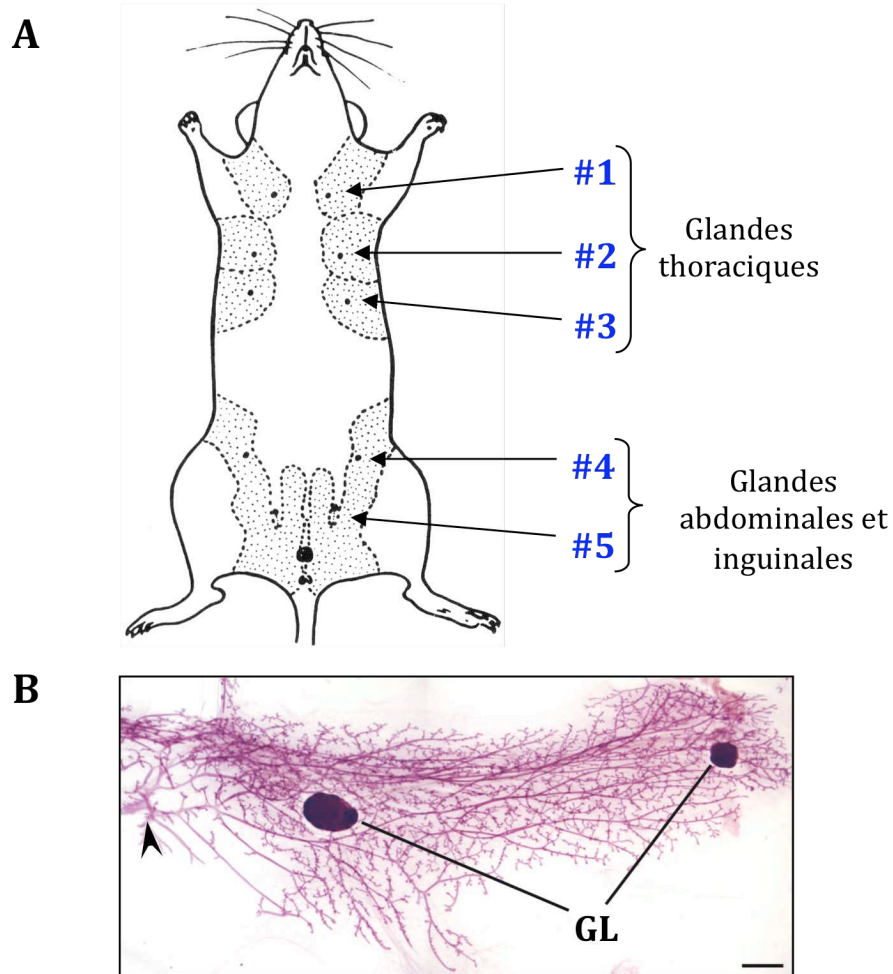 A
#1
#2
#3
Glandes
thoraciques
#4
#5
Glandes
abdominales et
inguinales
B
GL